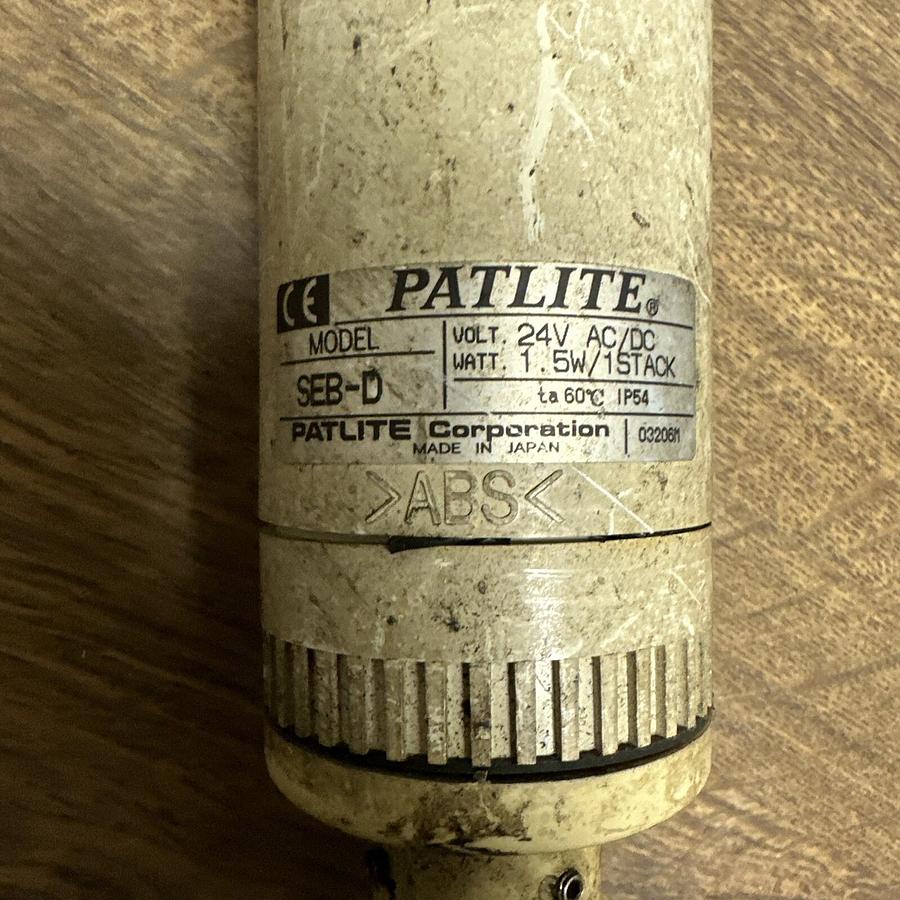 CE PATLITE®
MODEL
SEB-D
VOLT. 24V AC/DC
WATT. 1.5W/1STACK
ta 60℃ IP54
PATLITE Corporation
MADE IN JAPAN
03206M
>ABS<